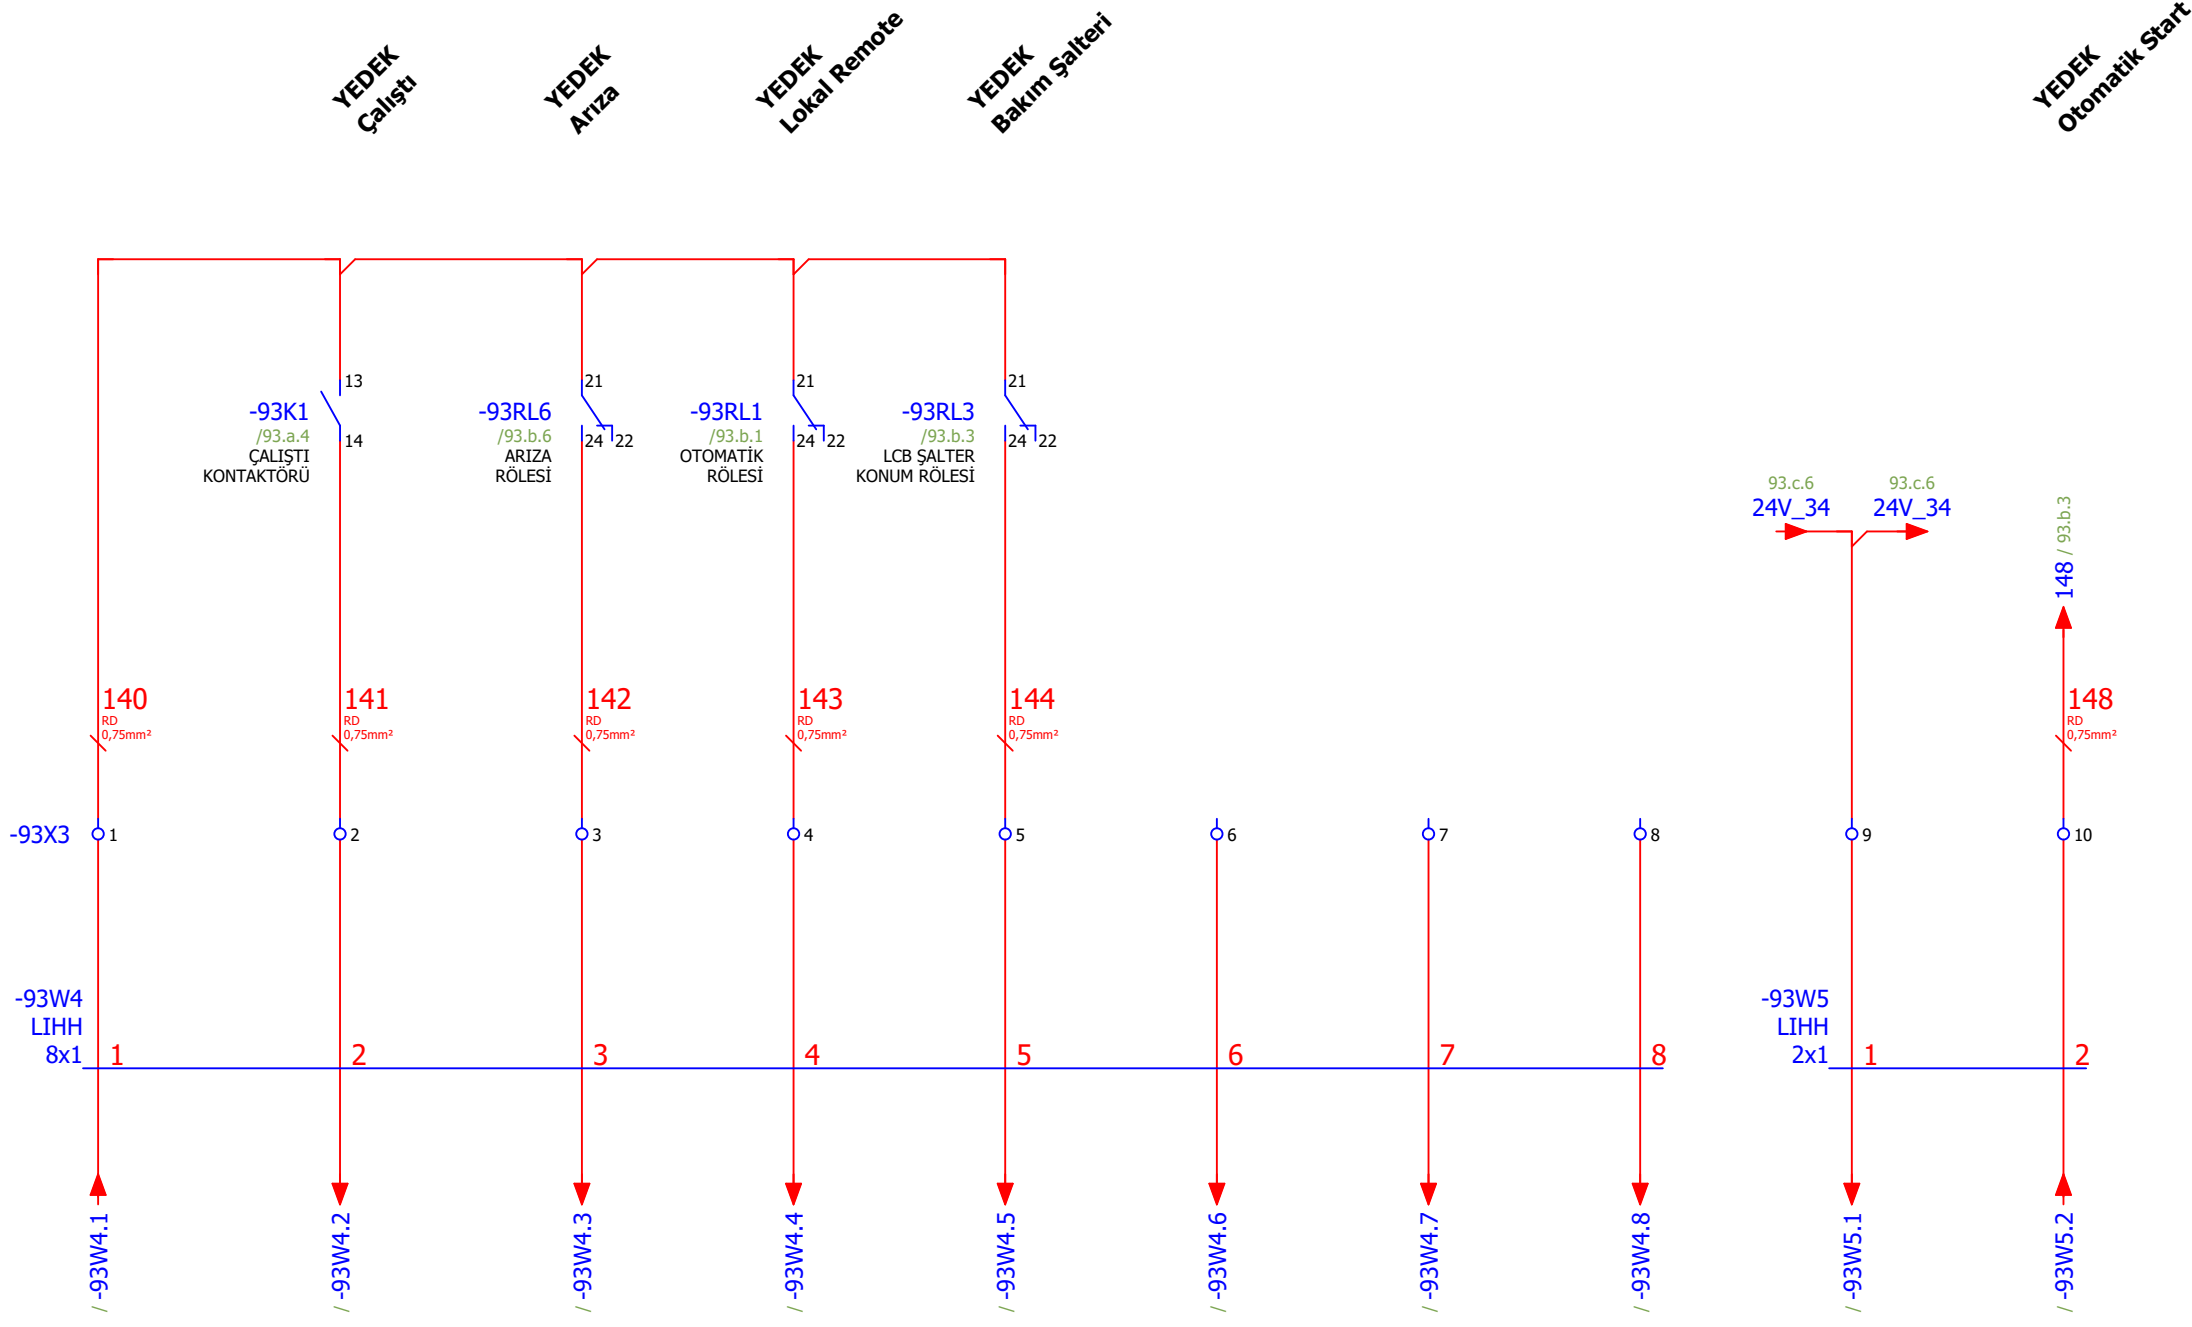 YEDEK
Çalıştı
YEDEK
Arıza
YEDEK
Lokal Remote
YEDEK
Bakım Şalteri
YEDEK
Otomatik Start
13
-93K1
/93.a.4
14
ÇALIŞTI
KONTAKTÖRÜ
21
-93RL6
/93.b.6
24 22
ARIZA
RÖLESİ
21
-93RL1
/93.b.1
24 22
OTOMATİK
RÖLESİ
21
-93RL3
/93.b.3
24 22
LCB ŞALTER
KONUM RÖLESİ
93.c.6
24V_34
93.c.6
24V_34
148 / 93.b.3
140
RD
0,75mm²
141
RD
0,75mm²
142
RD
0,75mm²
143
RD
0,75mm²
144
RD
0,75mm²
148
RD
0,75mm²
-93X3 1 2 3 4 5 6 7 8 9 10
-93W4
LIHH
8x1 1 2 3 4 5 6 7 8
-93W5
LIHH
2x1 1 2
/ -93W4.1
/ -93W4.2
/ -93W4.3
/ -93W4.4
/ -93W4.5
/ -93W4.6
/ -93W4.7
/ -93W4.8
/ -93W5.1
/ -93W5.2